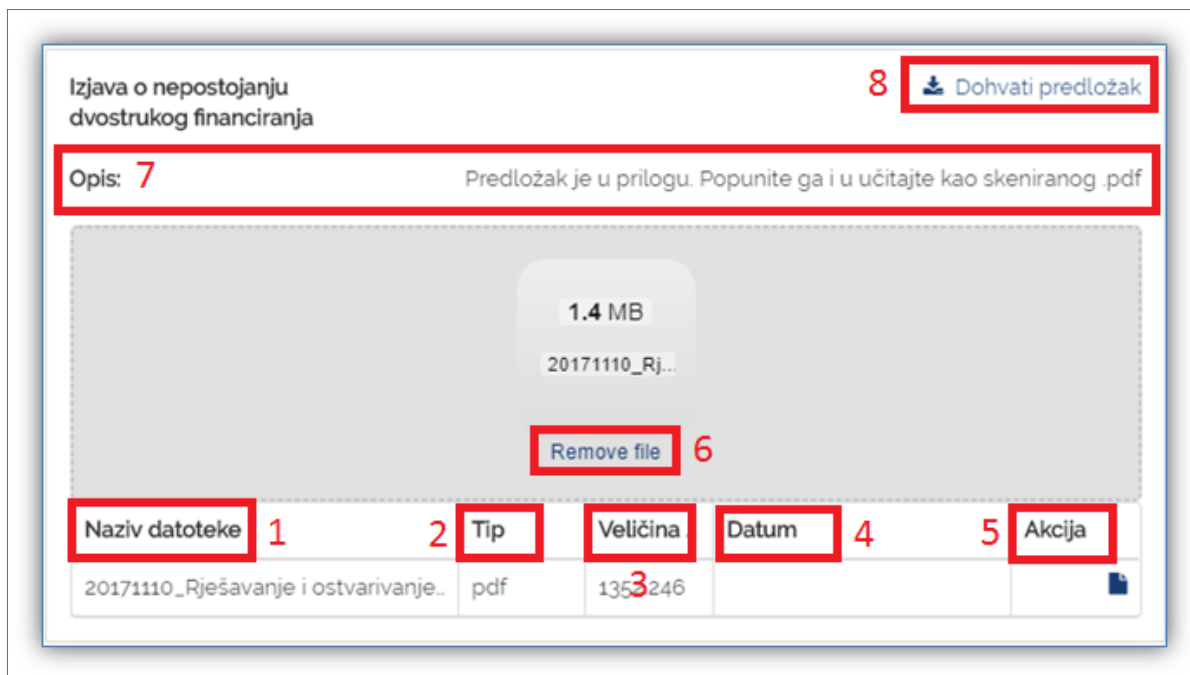 Izjava o nepostojanju
dvostrukog financiranja
8 Dohvati predložak
Opis: 7 Predložak je u prilogu. Popunite ga i u učitajte kao skeniranog .pdf
1.4 MB
20171110_Rj...
Remove file 6
Naziv datoteke 1 2 Tip Veličina Datum 4 5 Akcija
20171110_Rješavanje i ostvarivanje... pdf
3